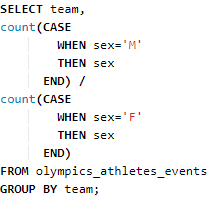 SELECT team,
count(CASE
WHEN sex='M'
THEN sex
END) /
count(CASE
WHEN sex='F'
THEN sex
END)
FROM olympics_athletes_events
GROUP BY team;